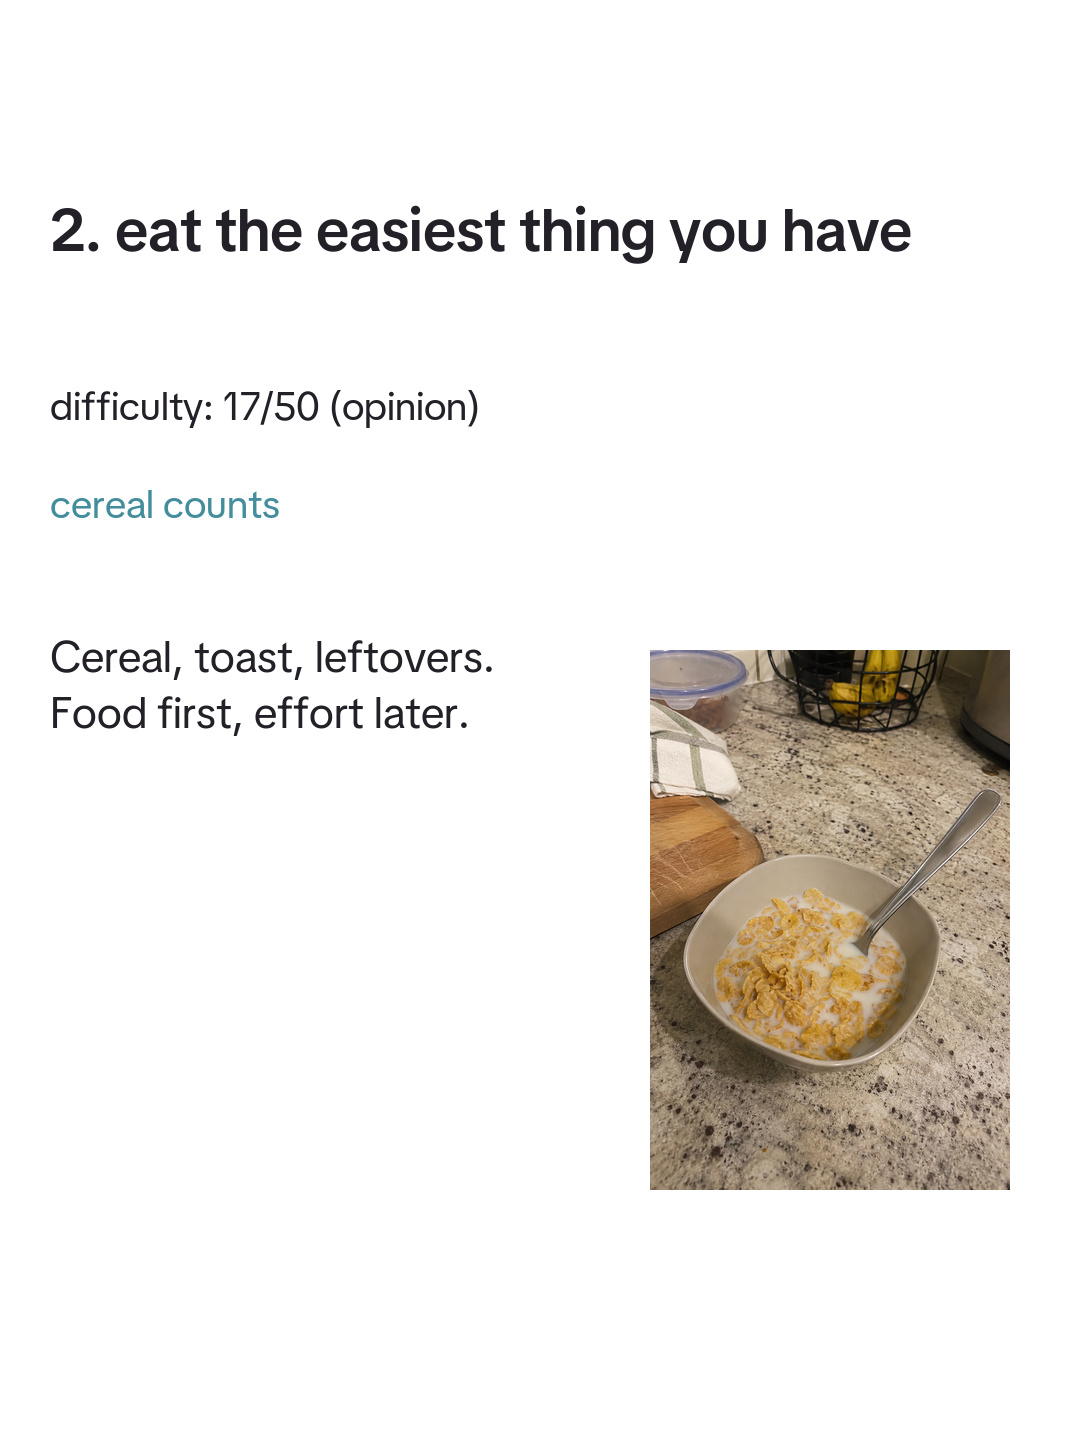 2. eat the easiest thing you have
difficulty: 17/50 (opinion)
cereal counts
Cereal, toast, leftovers.
Food first, effort later.